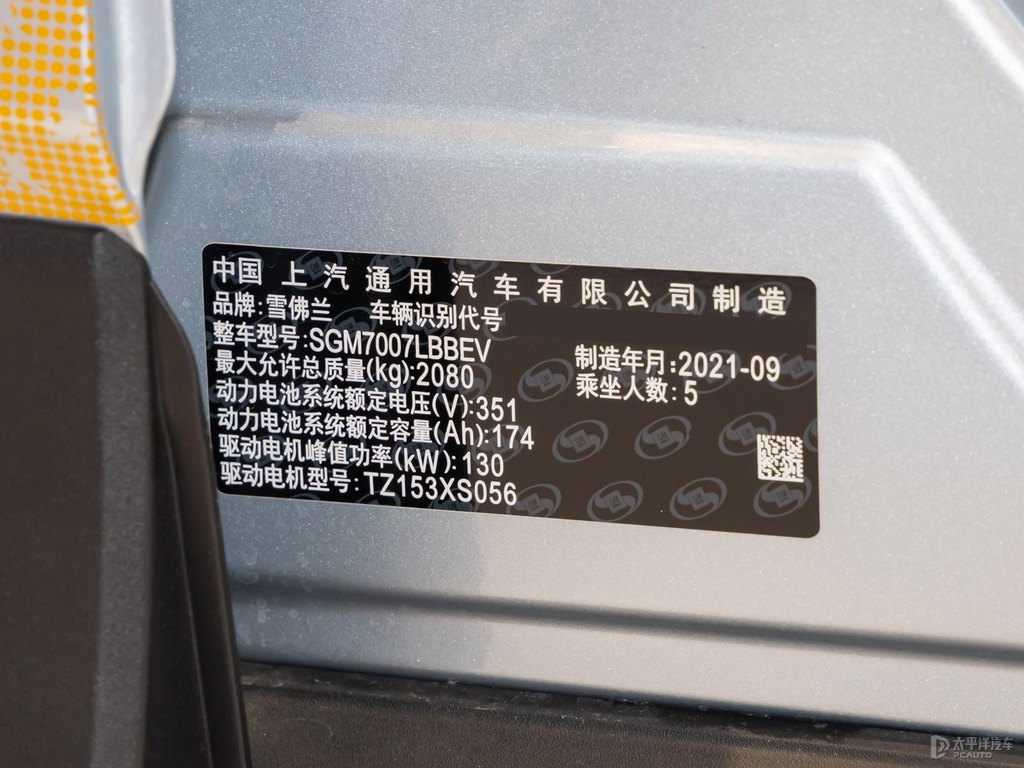 中国 上汽通用汽车有限公司制造
品牌:雪佛兰 车辆识别代号
整车型号:SGM7007LBBEV 制造年月:2021-09
最大允许总质量(kg):2080 乘坐人数:5
动力电池系统额定电压(V):351
动力电池系统额定容量(Ah):174
驱动电机峰值功率(kW):130
驱动电机型号:TZ153XS056
太平洋汽车
PCAUTO